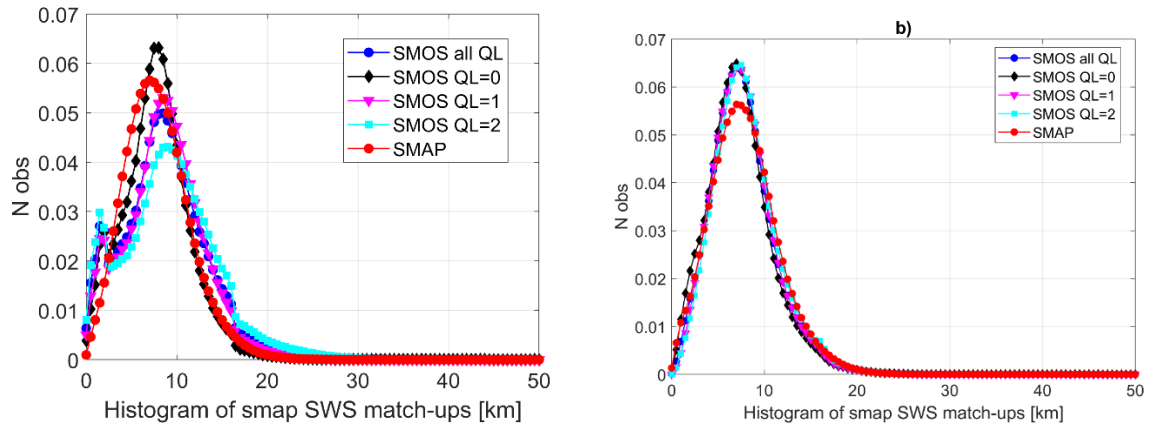 0.07
0.06
0.05
0.04
0.03
0.02
0.01
0
N obs
0 10 20 30 40 50
Histogram of smap SWS match-ups [km]
SMOS all QL
SMOS QL=0
SMOS QL=1
SMOS QL=2
SMAP
b)
0.07
0.06
0.05
0.04
0.03
0.02
0.01
0
N obs
0 10 20 30 40 50
Histogram of smap SWS match-ups [km]
SMOS all QL
SMOS QL=0
SMOS QL=1
SMOS QL=2
SMAP